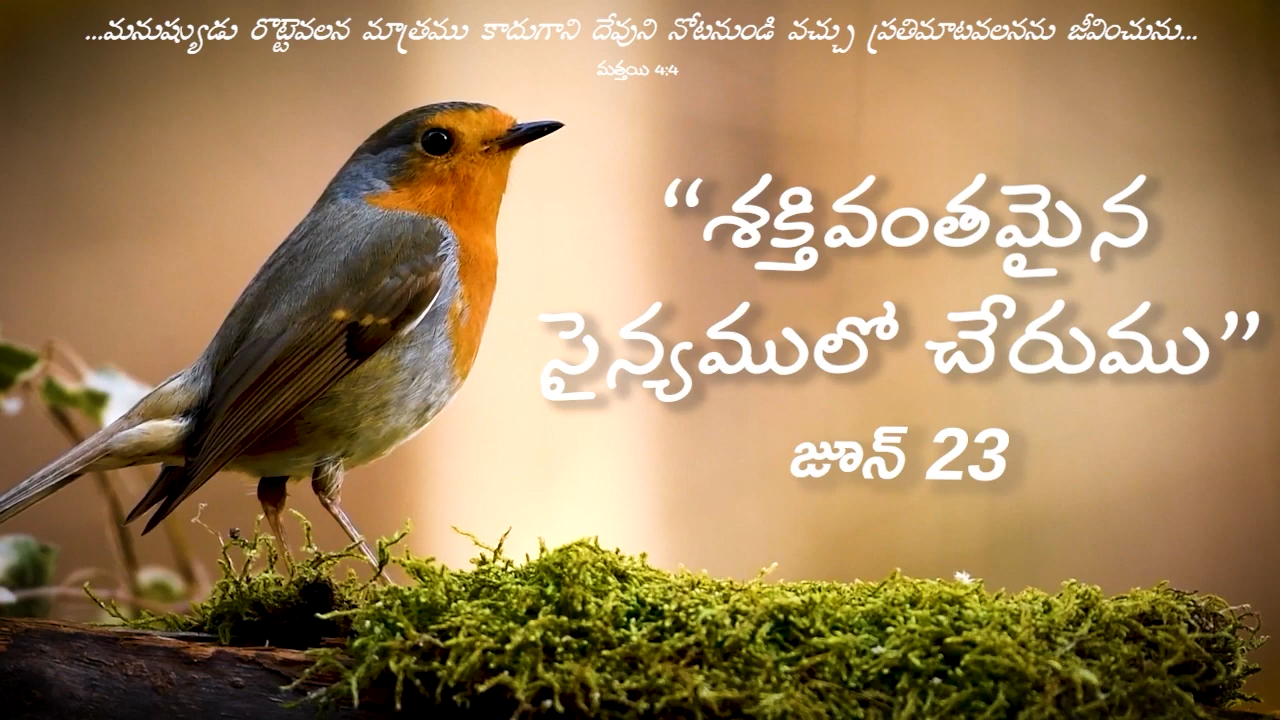 ...మనుష్యుడు రొట్టెవలన మాత్రము కాదుగాని దేవుని నోటనుండి వచ్చు ప్రతిమాటవలనను జీవించును...
మత్తయి 4:4
“శక్తివంతమైన
సైన్యములో చేరుము”
జూన్ 23